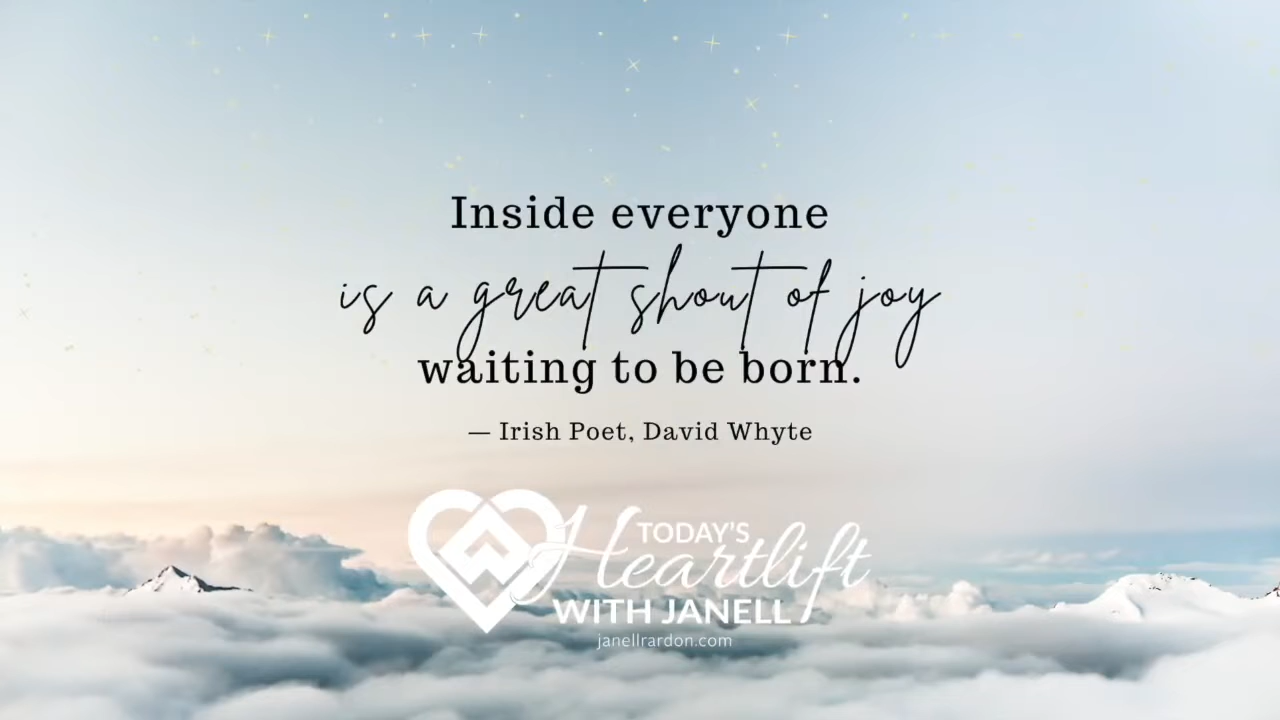 Inside everyone
is a great shout of joy
waiting to be born.
— Irish Poet, David Whyte
TODAY'S
Heartlift
WITH JANELL
janellrardon.com